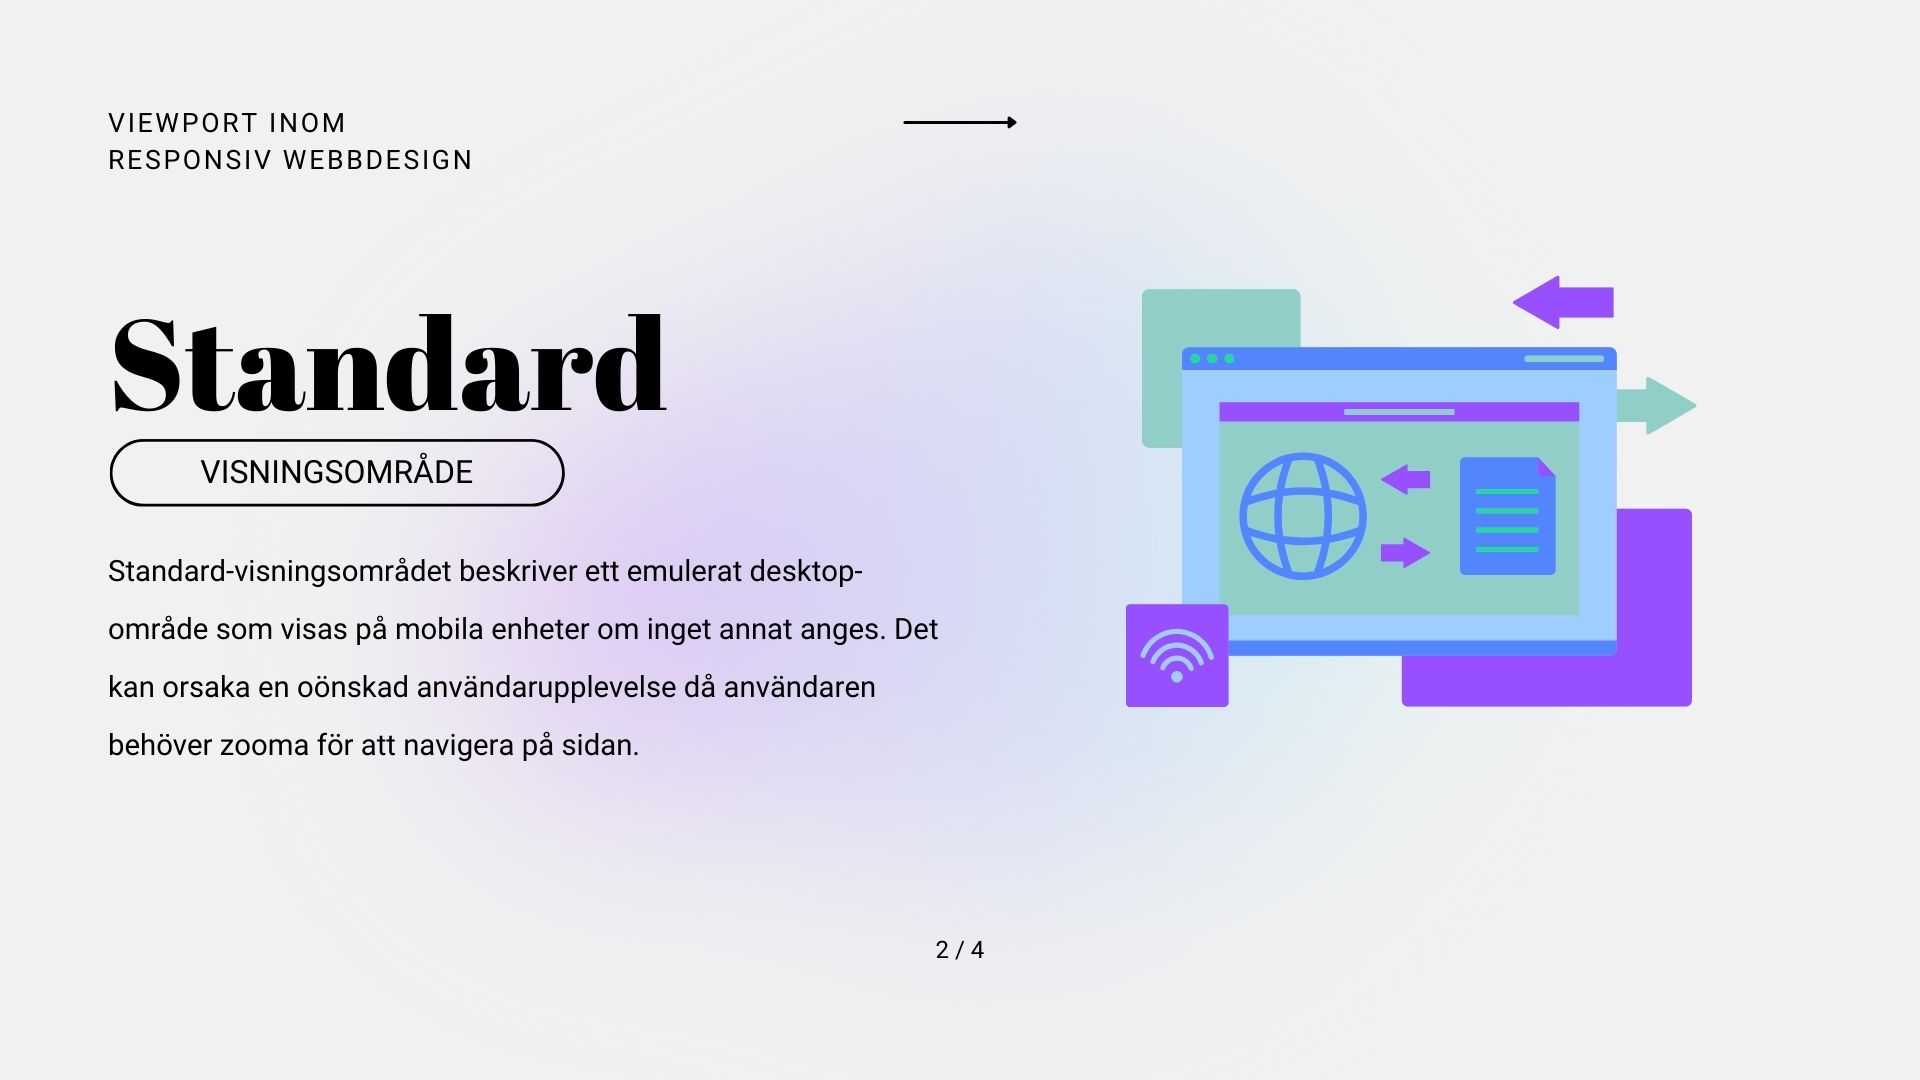 VIEWPORT INOM
RESPONSIV WEBBDESIGN
Standard
VISNINGSOMRÅDE
Standard-visningsområdet beskriver ett emulerat desktop-
område som visas på mobila enheter om inget annat anges. Det
kan orsaka en oönskad användarupplevelse då användaren
behöver zooma för att navigera på sidan.
2 / 4